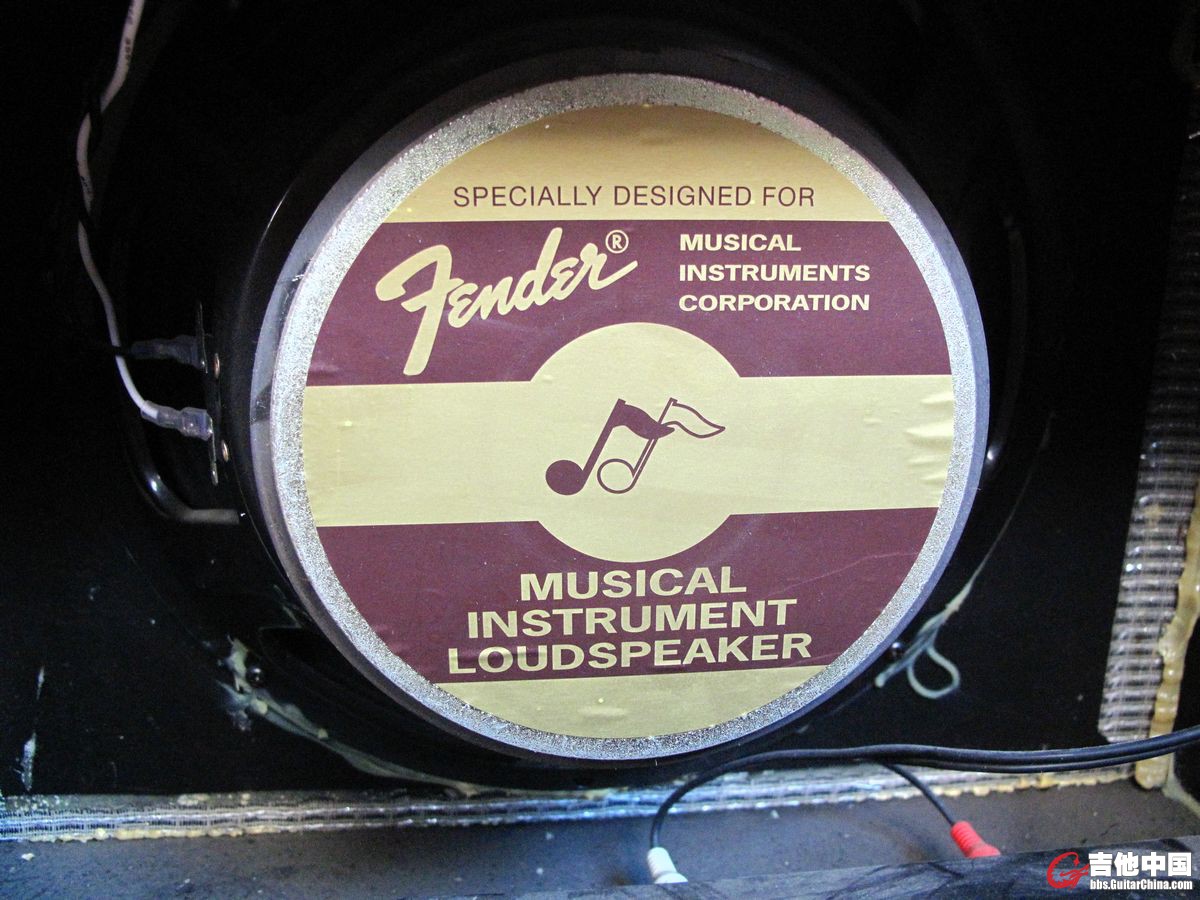 SPECIALLY DESIGNED FOR
Fender®
MUSICAL
INSTRUMENTS
CORPORATION
MUSICAL
INSTRUMENT
LOUDSPEAKER
吉他中国
bbs.GuitarChina.com